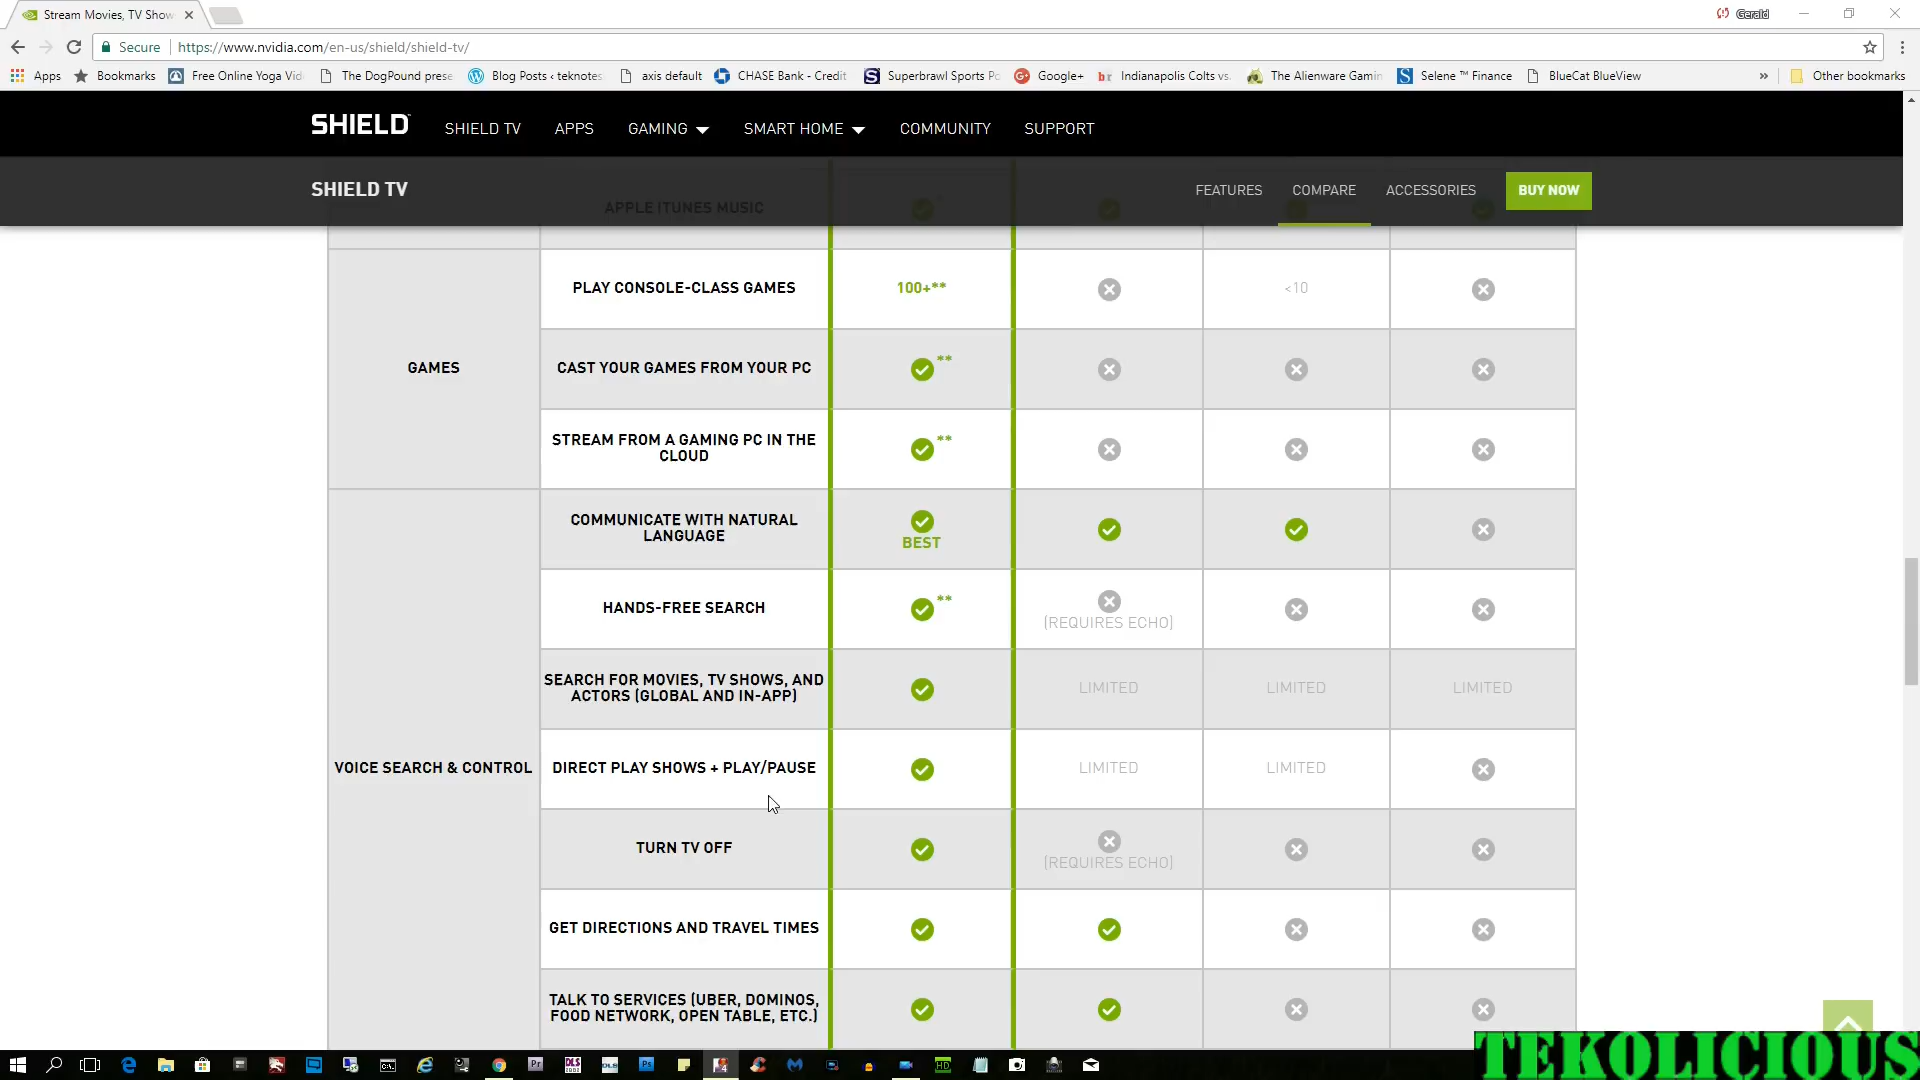 Stream Movies, TV Show
Gerald
Secure
https://www.nvidia.com/en-us/shield/shield-tv/
Apps
Bookmarks
Free Online Yoga Vid
The DogPound prese
Blog Posts ‹ teknotes
axis default
CHASE Bank - Credit
Superbrawl Sports Po
Google+
Indianapolis Colts vs.
The Alienware Gamin
Selene ™ Finance
BlueCat BlueView
»
Other bookmarks
SHIELD
SHIELD TV
APPS
GAMING
SMART HOME
COMMUNITY
SUPPORT
SHIELD TV
FEATURES
COMPARE
ACCESSORIES
BUY NOW
APPLE ITUNES MUSIC
GAMES
PLAY CONSOLE-CLASS GAMES
100+**
<10
CAST YOUR GAMES FROM YOUR PC
**
STREAM FROM A GAMING PC IN THE
CLOUD
**
VOICE SEARCH & CONTROL
COMMUNICATE WITH NATURAL
LANGUAGE
BEST
HANDS-FREE SEARCH
**
(REQUIRES ECHO)
SEARCH FOR MOVIES, TV SHOWS, AND
ACTORS (GLOBAL AND IN-APP)
LIMITED
LIMITED
LIMITED
DIRECT PLAY SHOWS + PLAY/PAUSE
LIMITED
LIMITED
TURN TV OFF
(REQUIRES ECHO)
GET DIRECTIONS AND TRAVEL TIMES
TALK TO SERVICES (UBER, DOMINOS,
FOOD NETWORK, OPEN TABLE, ETC.)
TEKOLICIOUS